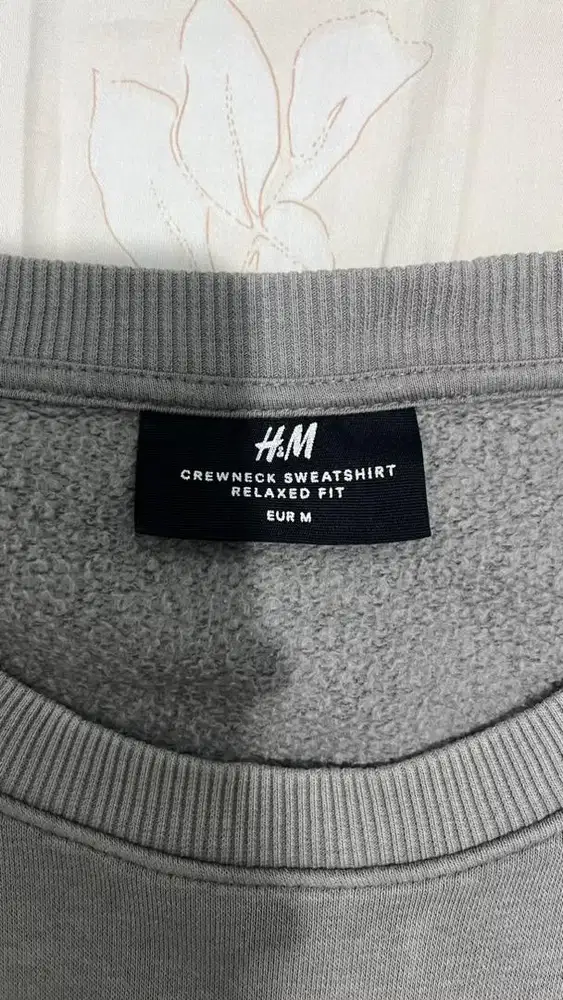 H&M
CREWNECK SWEATSHIRT
RELAXED FIT
EUR M